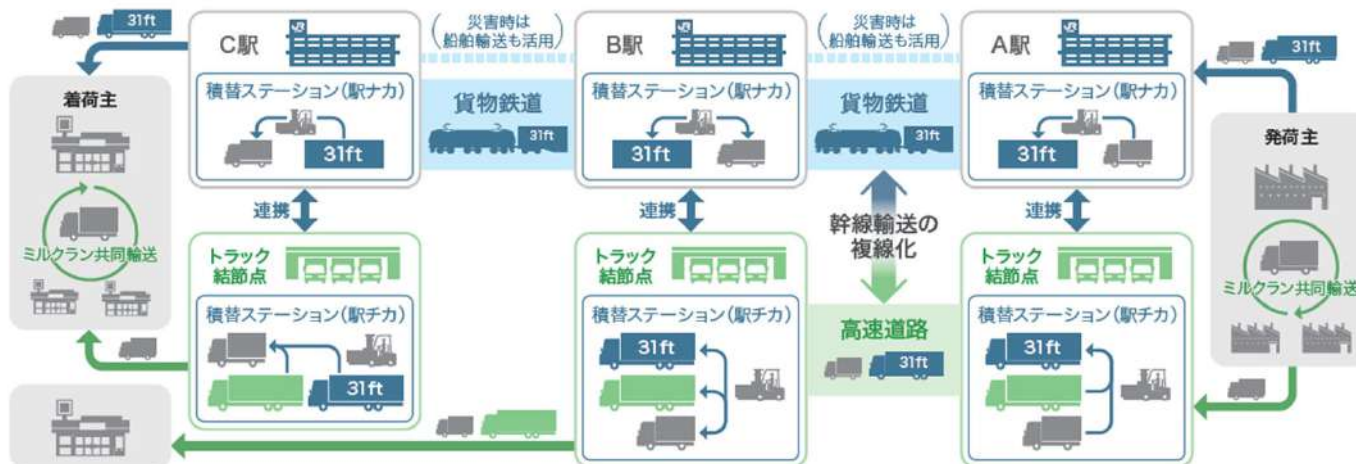 31ft
着荷主
ミルクラン共同輸送
C駅
JR
積替ステーション(駅ナカ)
31ft
連携
トラック
結節点
積替ステーション(駅チカ)
31ft
(災害時は
船舶輸送も活用)
貨物鉄道
31ft
B駅
JR
積替ステーション(駅ナカ)
31ft
連携
トラック
結節点
積替ステーション(駅チカ)
31ft
(災害時は
船舶輸送も活用)
貨物鉄道
31ft
幹線輸送の
複線化
高速道路
31ft
A駅
JR
積替ステーション(駅ナカ)
31ft
連携
トラック
結節点
積替ステーション(駅チカ)
31ft
31ft
発荷主
ミルクラン共同輸送